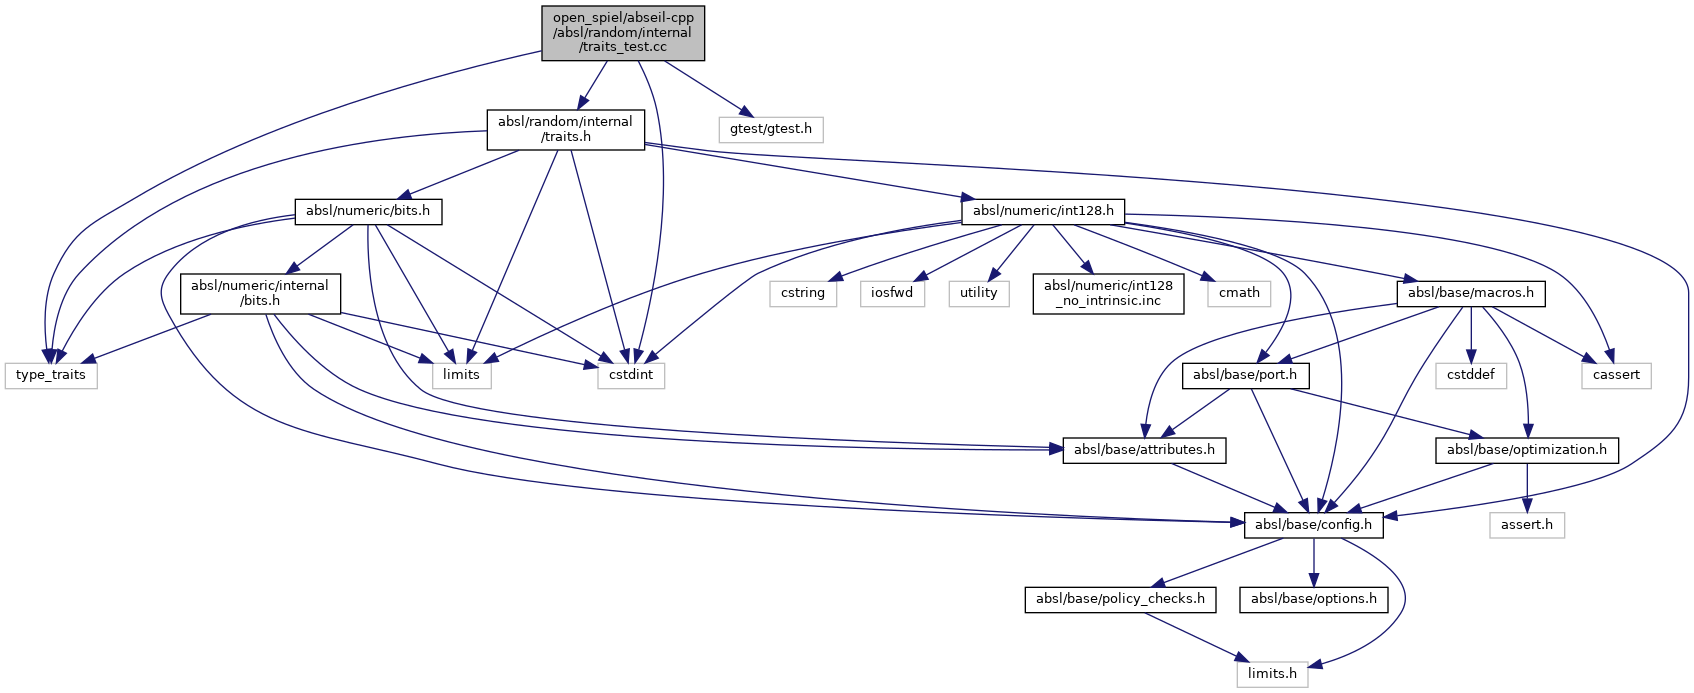 open_spiel/abseil-cpp
/absl/random/internal
/traits_test.cc
absl/random/internal
/traits.h
gtest/gtest.h
absl/numeric/bits.h
absl/numeric/int128.h
absl/numeric/internal
/bits.h
cstring
iosfwd
utility
absl/numeric/int128
_no_intrinsic.inc
cmath
absl/base/macros.h
type_traits
limits
cstdint
absl/base/port.h
cstddef
cassert
absl/base/attributes.h
absl/base/optimization.h
absl/base/config.h
assert.h
absl/base/policy_checks.h
absl/base/options.h
limits.h